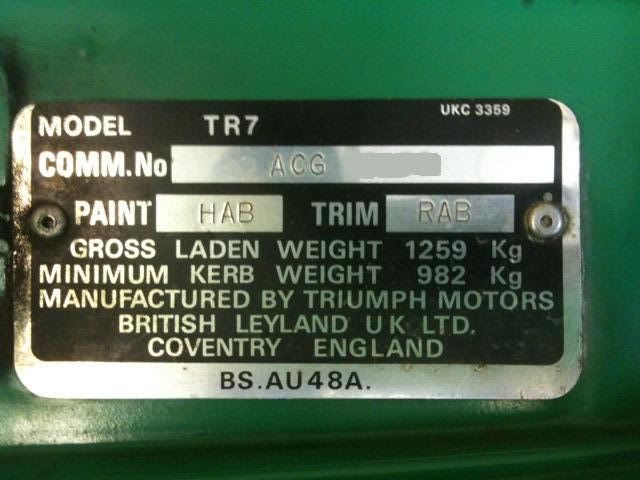 UKC 3359
MODEL TR7
COMM.No ACG
PAINT HAB TRIM RAB
GROSS LADEN WEIGHT 1259 Kg
MINIMUM KERB WEIGHT 982 Kg
MANUFACTURED BY TRIUMPH MOTORS
BRITISH LEYLAND U K LTD.
COVENTRY ENGLAND
BS.AU48A.